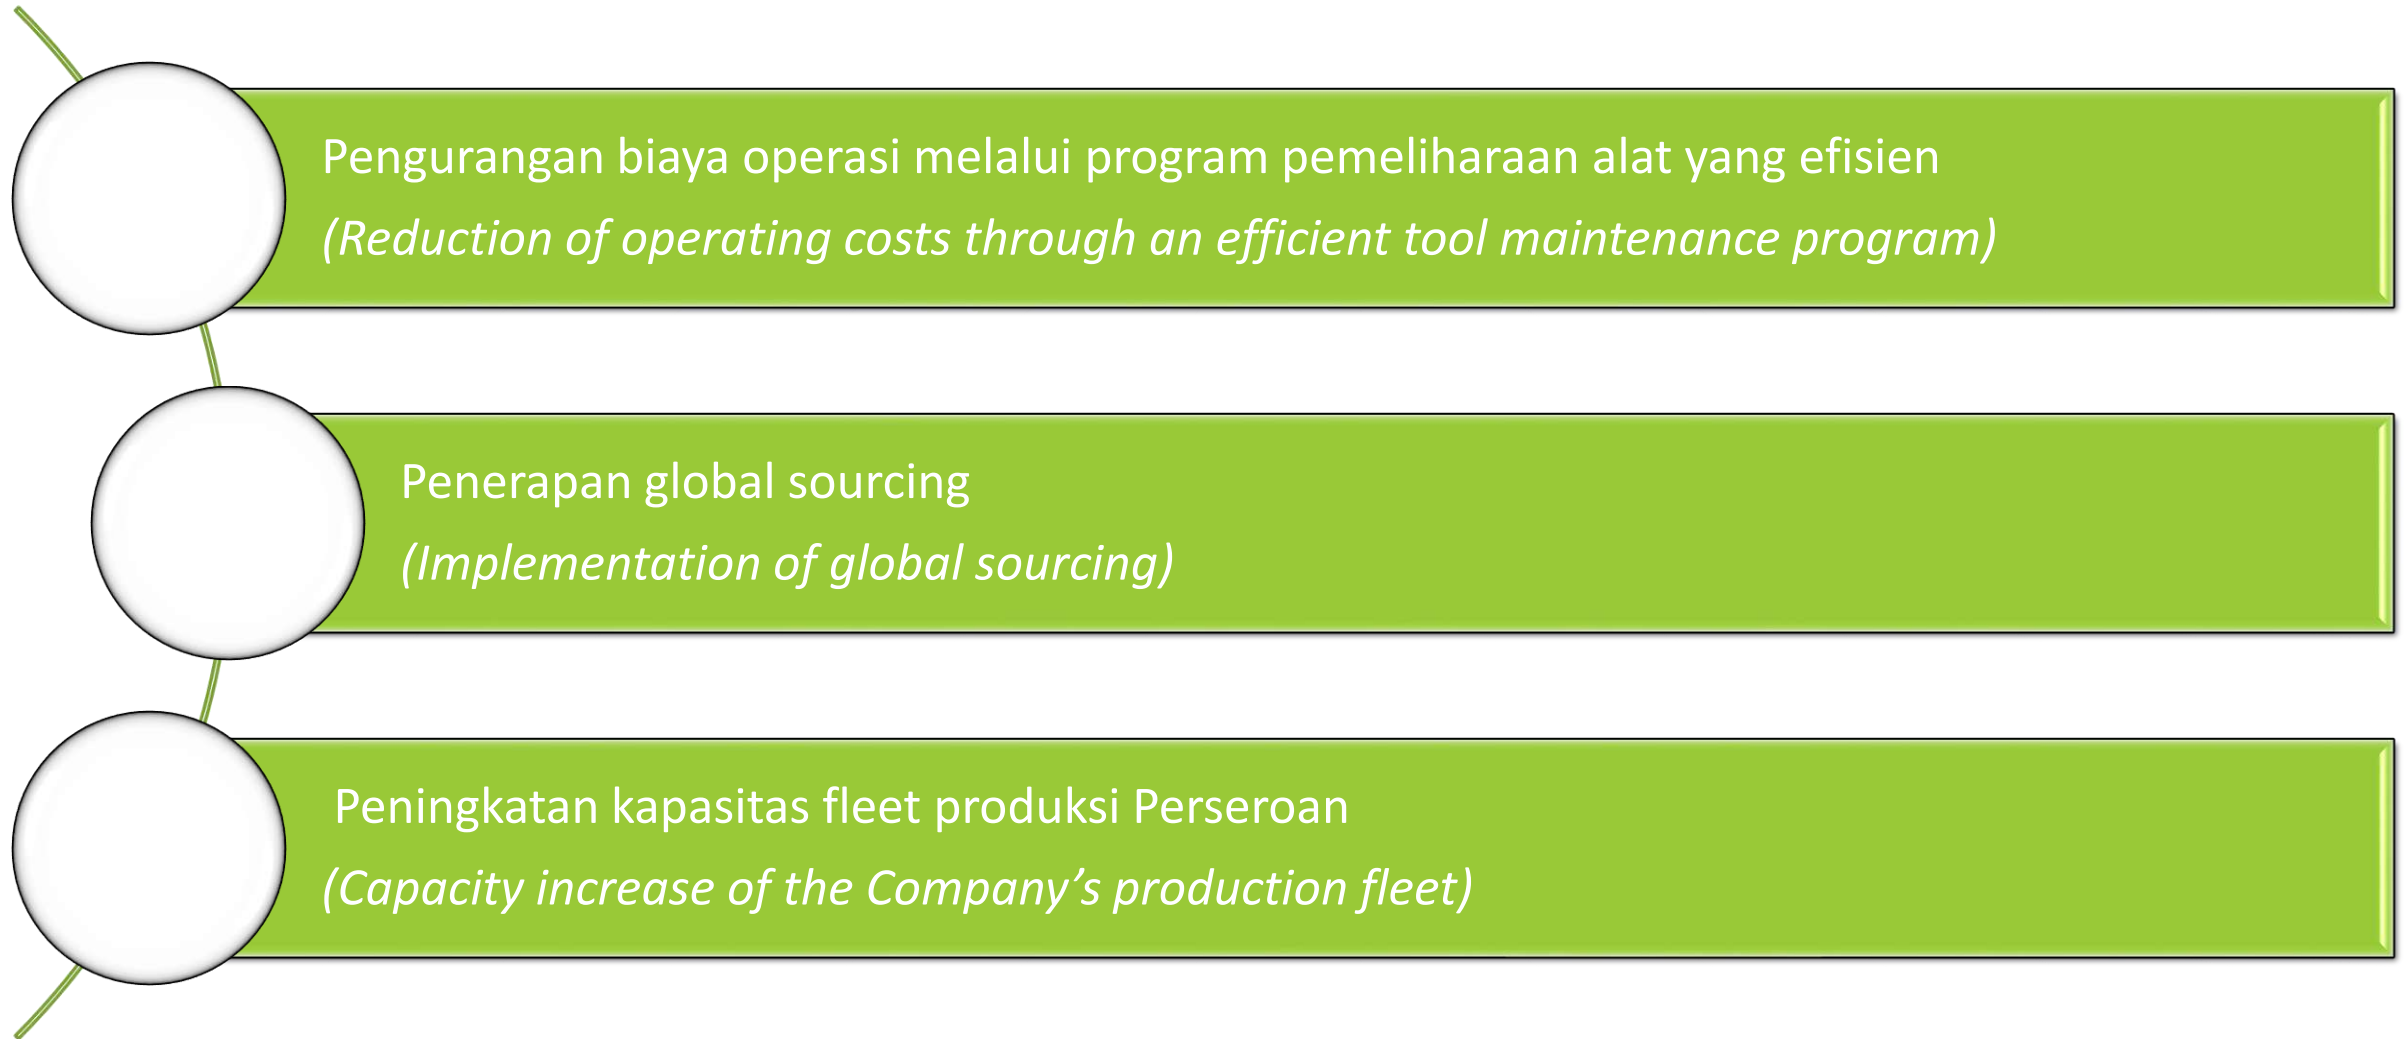 Pengurangan biaya operasi melalui program pemeliharaan alat yang efisien
(Reduction of operating costs through an efficient tool maintenance program)
Penerapan global sourcing
(Implementation of global sourcing)
Peningkatan kapasitas fleet produksi Perseroan
(Capacity increase of the Company’s production fleet)